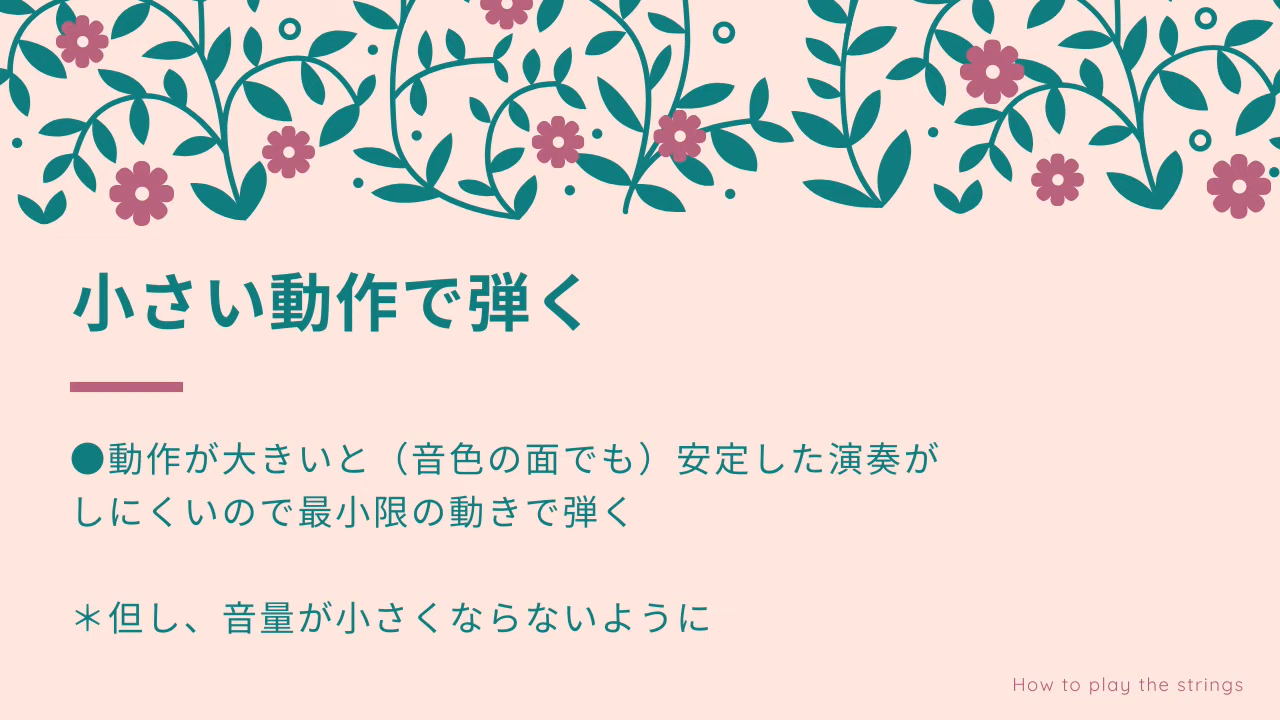 小さい動作で弾く
●動作が大きいと（音色の面でも）安定した演奏が
しにくいので最小限の動きで弾く
＊但し、音量が小さくならないように
How to play the strings